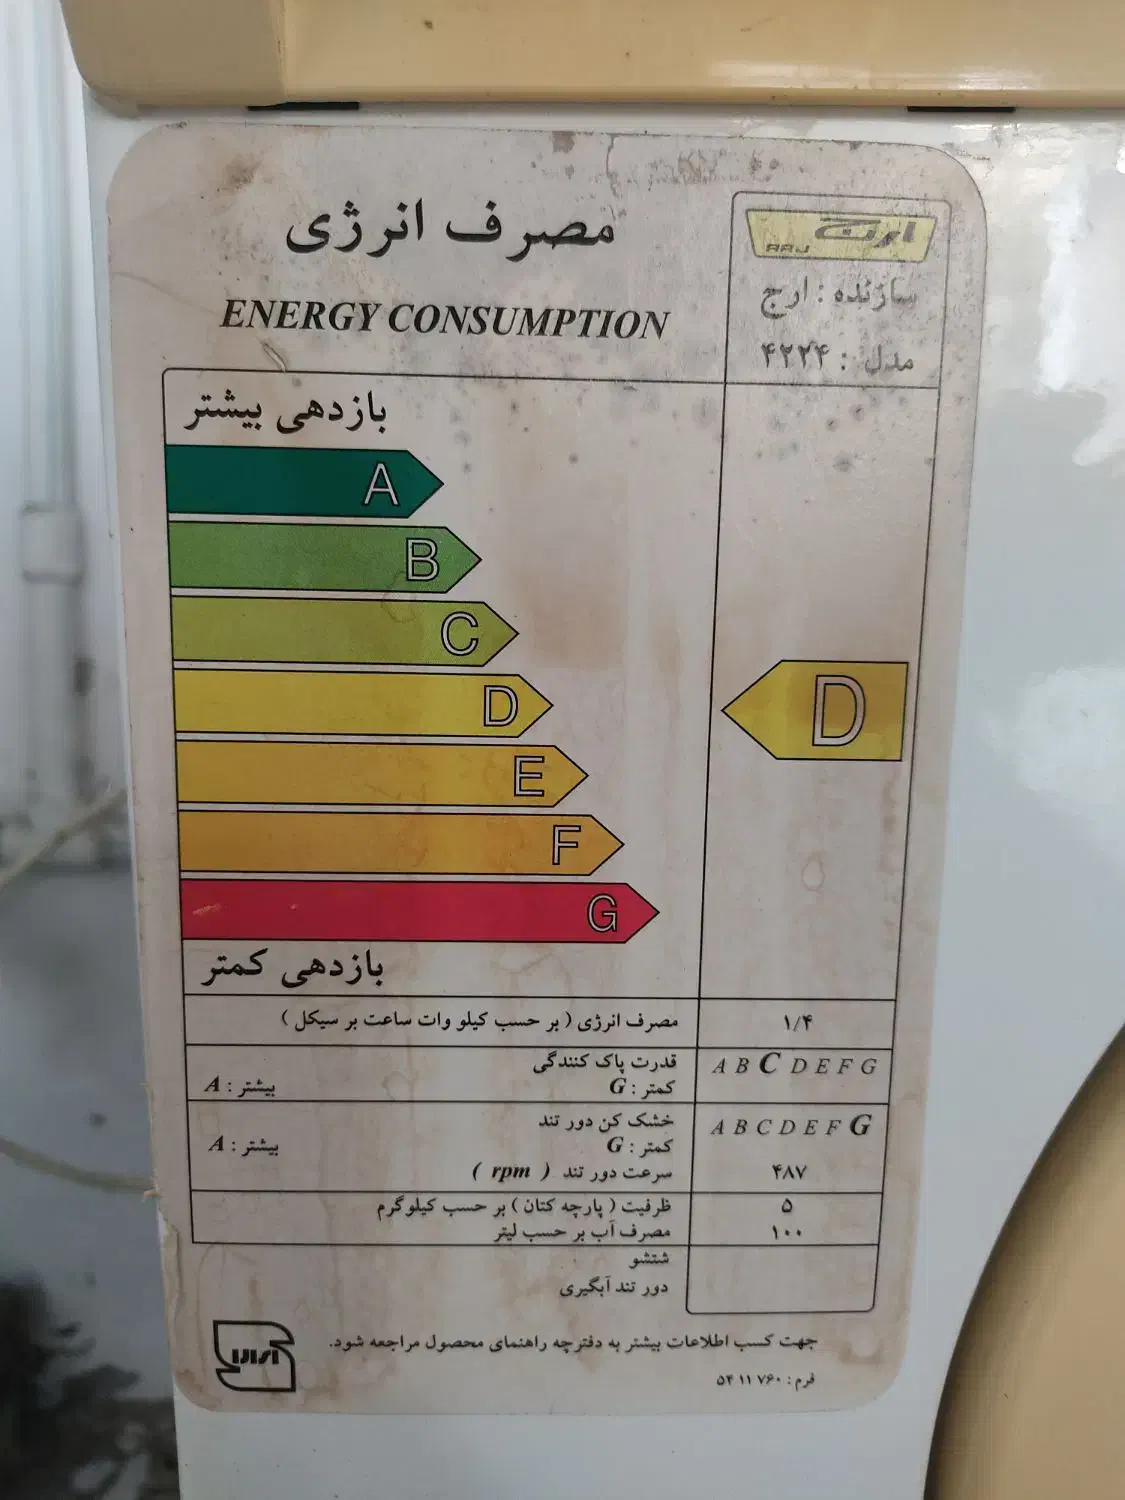 مصرف انرژی
ENERGY CONSUMPTION
ارج
ARJ
سازنده : ارج
مدل : ۴۲۲۴
بازدهی بیشتر
A
B
C
D
D
E
F
G
بازدهی کمتر
مصرف انرژی ( بر حسب کیلو وات ساعت بر سیکل ) ۱/۴
قدرت پاک کنندگی A B C D E F G
کمتر : G بیشتر : A
خشک کن دور تند A B C D E F G
کمتر : G بیشتر : A
سرعت دور تند ( rpm ) ۴۸۷
ظرفیت ( پارچه کتان ) بر حسب کیلوگرم ۵
مصرف آب بر حسب لیتر ۱۰۰
شتشو
دور تند آبگیری
جهت کسب اطلاعات بیشتر به دفترچه راهنمای محصول مراجعه شود.
فرم : ۷۶۰ ۱۱ ۵۴